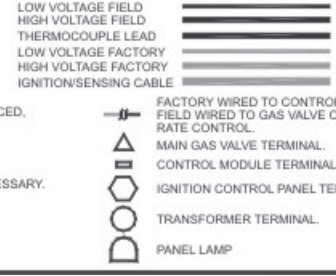 LOW VOLTAGE FIELD
HIGH VOLTAGE FIELD
THERMOCOUPLE LEAD
LOW VOLTAGE FACTORY
HIGH VOLTAGE FACTORY
IGNITION/SENSING CABLE
CED,
FACTORY WIRED TO CONTROL
FIELD WIRED TO GAS VALVE O
RATE CONTROL.
MAIN GAS VALVE TERMINAL.
CONTROL MODULE TERMINAL
ESSARY.
IGNITION CONTROL PANEL TE
TRANSFORMER TERMINAL.
PANEL LAMP